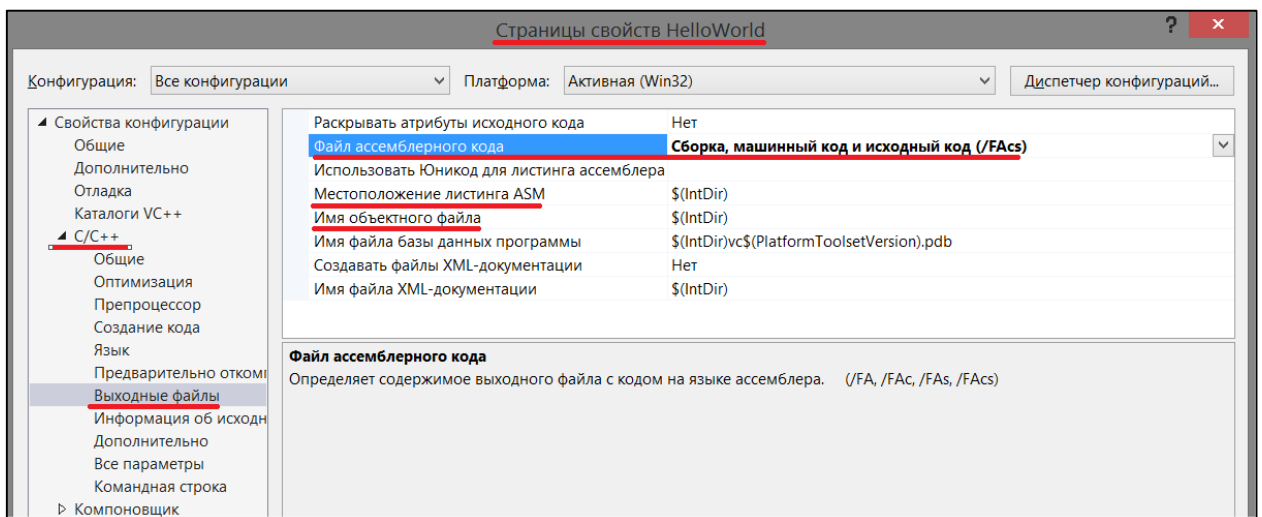 Страницы свойств HelloWorld
? ×
Конфигурация: Все конфигурации Платформа: Активная (Win32) Диспетчер конфигураций...
Свойства конфигурации
Общие
Дополнительно
Отладка
Каталоги VC++
C/C++
Общие
Оптимизация
Препроцессор
Создание кода
Язык
Предварительно отком
Выходные файлы
Информация об исходн
Дополнительно
Все параметры
Командная строка
Компоновщик
Раскрывать атрибуты исходного кода Нет
Файл ассемблерного кода Сборка, машинный код и исходный код (/FAcs)
Использовать Юникод для листинга ассемблера
Местоположение листинга ASM $(IntDir)
Имя объектного файла $(IntDir)
Имя файла базы данных программы $(IntDir)vc$(PlatformToolsetVersion).pdb
Создавать файлы XML-документации Нет
Имя файла XML-документации $(IntDir)
Файл ассемблерного кода
Определяет содержимое выходного файла с кодом на языке ассемблера. (/FA, /FAc, /FAs, /FAcs)